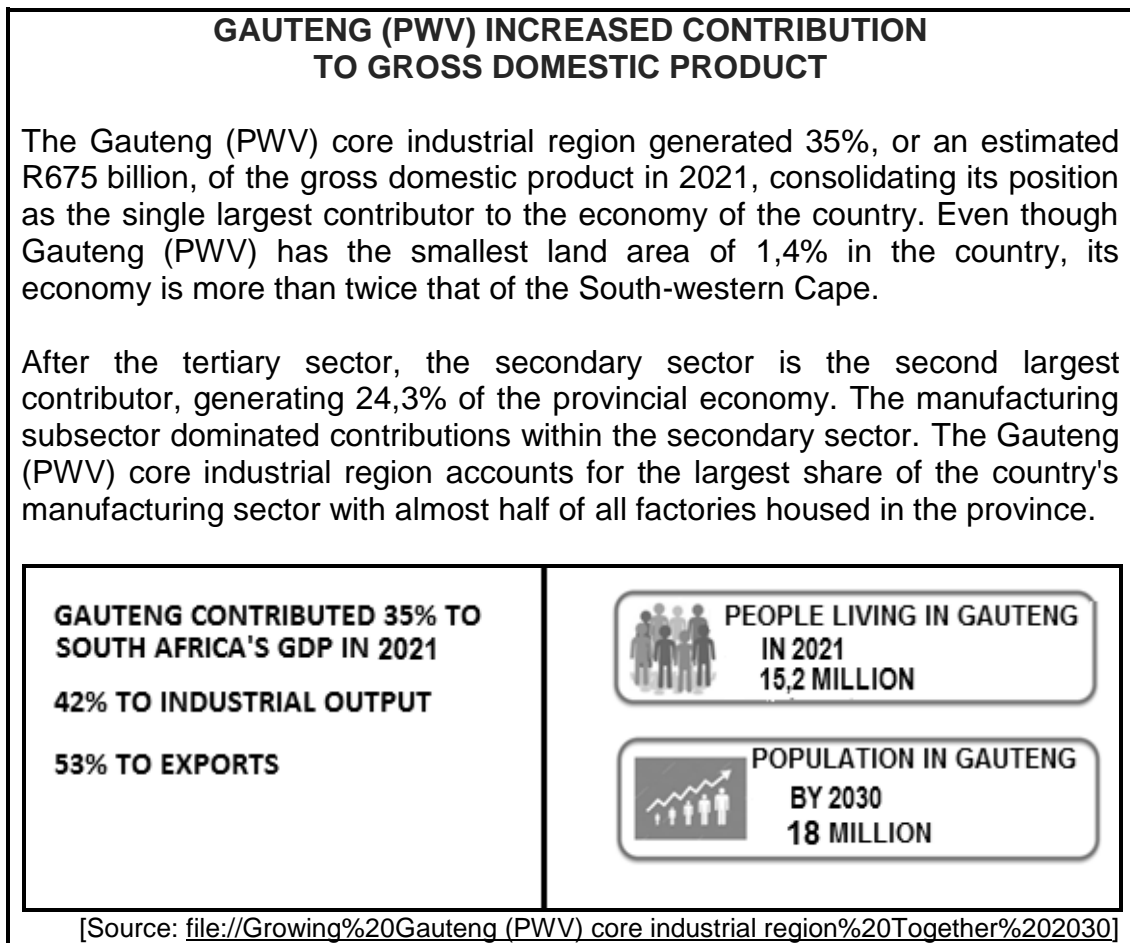 GAUTENG (PWV) INCREASED CONTRIBUTION
TO GROSS DOMESTIC PRODUCT
The Gauteng (PWV) core industrial region generated 35%, or an estimated
R675 billion, of the gross domestic product in 2021, consolidating its position
as the single largest contributor to the economy of the country. Even though
Gauteng (PWV) has the smallest land area of 1,4% in the country, its
economy is more than twice that of the South-western Cape.
After the tertiary sector, the secondary sector is the second largest
contributor, generating 24,3% of the provincial economy. The manufacturing
subsector dominated contributions within the secondary sector. The Gauteng
(PWV) core industrial region accounts for the largest share of the country's
manufacturing sector with almost half of all factories housed in the province.
GAUTENG CONTRIBUTED 35% TO
SOUTH AFRICA'S GDP IN 2021
42% TO INDUSTRIAL OUTPUT
53% TO EXPORTS
PEOPLE LIVING IN GAUTENG
IN 2021
15,2 MILLION
POPULATION IN GAUTENG
BY 2030
18 MILLION
[Source: file://Growing%20Gauteng (PWV) core industrial region%20Together%202030]